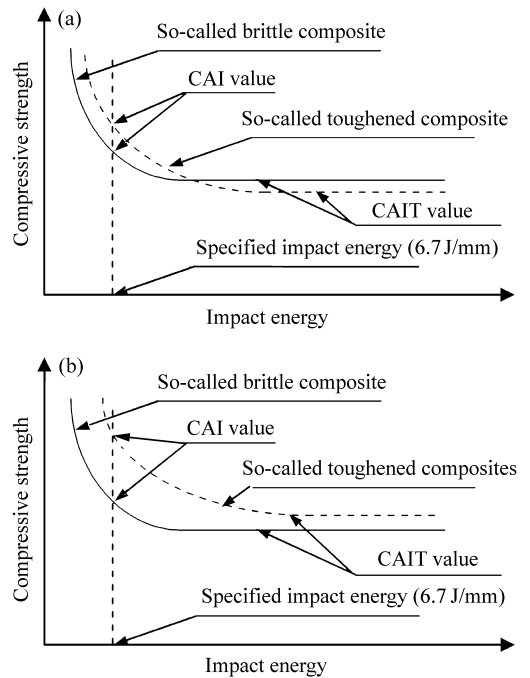 (a)
So-called brittle composite
CAI value
So-called toughened composite
CAIT value
Specified impact energy (6.7 J/mm)
Compressive strength
Impact energy
(b)
So-called brittle composite
CAI value
So-called toughened composites
CAIT value
Specified impact energy (6.7 J/mm)
Compressive strength
Impact energy